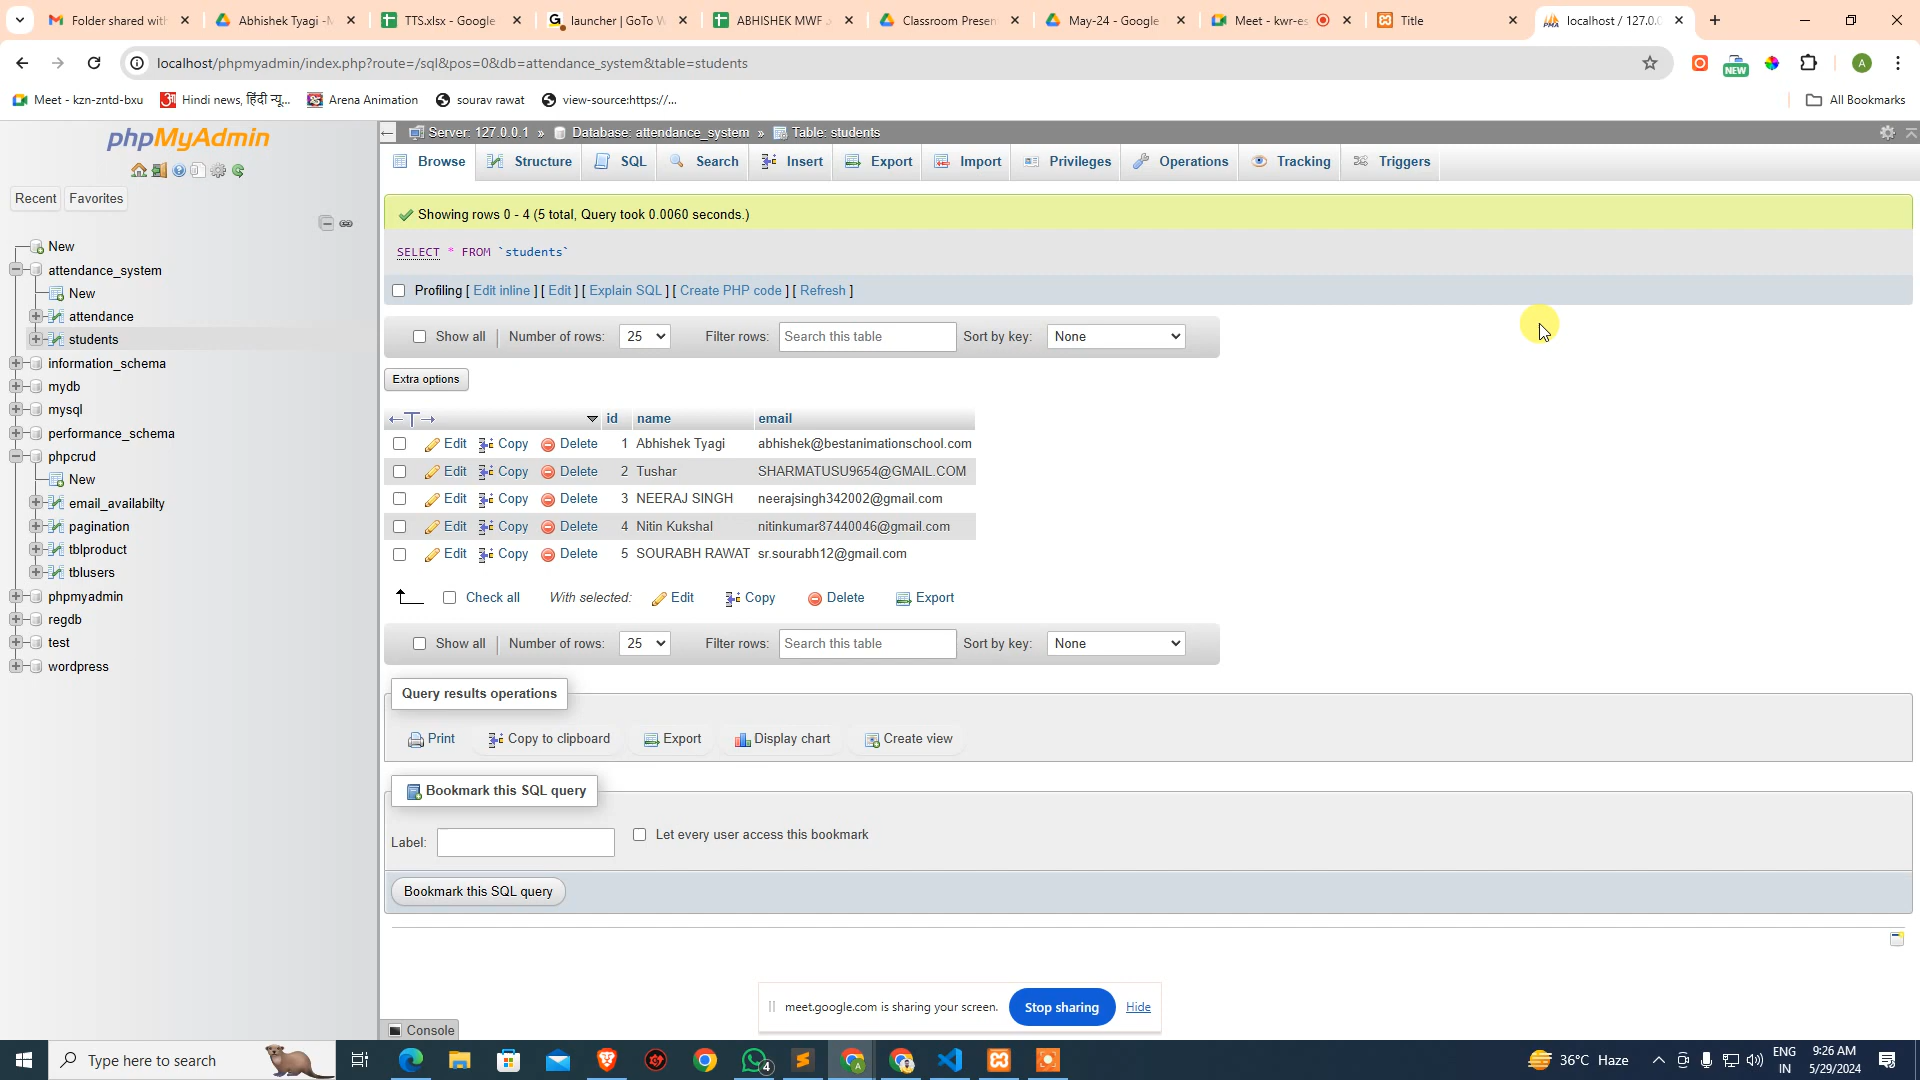 Folder shared with
Abhishek Tyagi -M
TTS.xlsx - Google
launcher | GoTo W
ABHISHEK MWF
Classroom Presen
May-24 - Google
Meet - kwr-es
Title
localhost / 127.0.0
localhost/phpmyadmin/index.php?route=/sql&pos=0&db=attendance_system&table=students
NEW
A
Meet - kzn-zntd-bxu
Hindi news, हिंदी न्यू...
Arena Animation
sourav rawat
view-source:https://...
All Bookmarks
phpMyAdmin
Recent
Favorites
New
attendance_system
New
attendance
students
information_schema
mydb
mysql
performance_schema
phpcrud
New
email_availabilty
pagination
tblproduct
tblusers
phpmyadmin
regdb
test
wordpress
Server: 127.0.0.1 » Database: attendance_system » Table: students
Browse Structure SQL Search Insert Export Import Privileges Operations Tracking Triggers
Showing rows 0 - 4 (5 total, Query took 0.0060 seconds.)
SELECT * FROM `students`
Profiling [ Edit inline ] [ Edit ] [ Explain SQL ] [ Create PHP code ] [ Refresh ]
Show all Number of rows: 25 Filter rows: Search this table Sort by key: None
Extra options
id name email
Edit Copy Delete 1 Abhishek Tyagi abhishek@bestanimationschool.com
Edit Copy Delete 2 Tushar SHARMATUSU9654@GMAIL.COM
Edit Copy Delete 3 NEERAJ SINGH neerajsingh342002@gmail.com
Edit Copy Delete 4 Nitin Kukshal nitinkumar87440046@gmail.com
Edit Copy Delete 5 SOURABH RAWAT sr.sourabh12@gmail.com
Check all With selected: Edit Copy Delete Export
Show all Number of rows: 25 Filter rows: Search this table Sort by key: None
Query results operations
Print Copy to clipboard Export Display chart Create view
Bookmark this SQL query
Label: Let every user access this bookmark
Bookmark this SQL query
meet.google.com is sharing your screen. Stop sharing Hide
Console
Type here to search
4
A
36°C Haze
ENG
IN
9:26 AM
5/29/2024